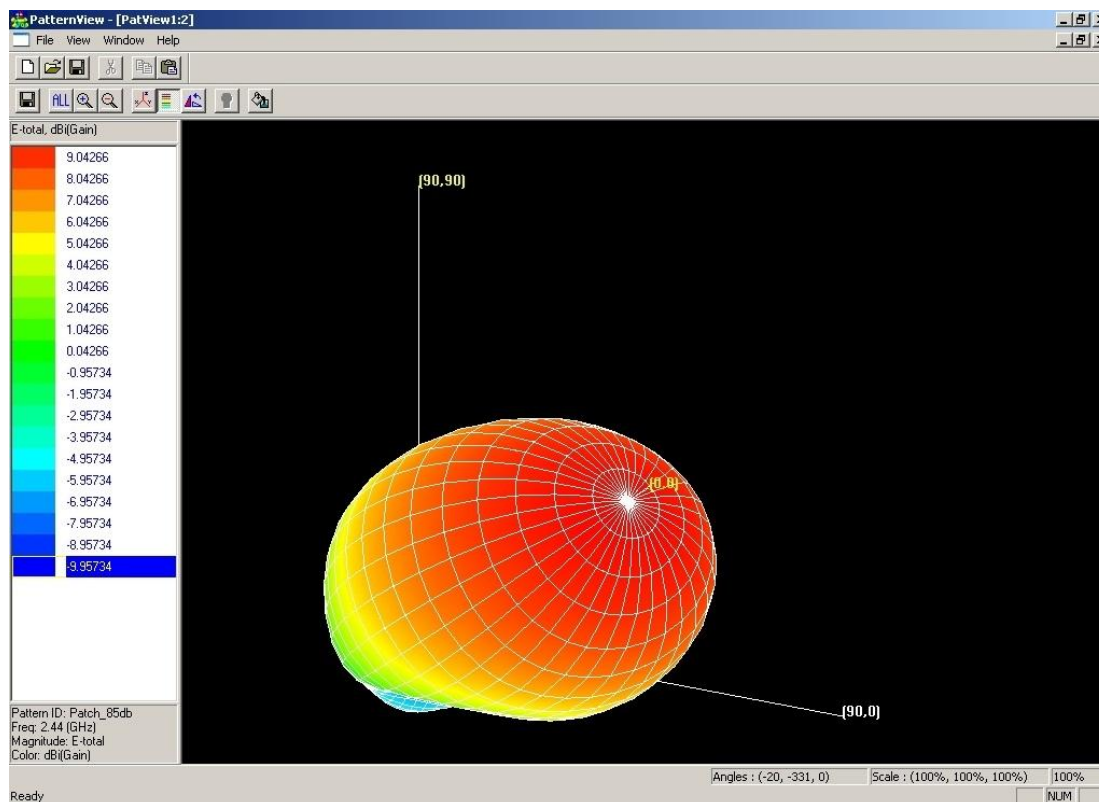 PatternView - [PatView1:2]
File View Window Help
ALL
E-total, dBi(Gain)
9.04266
8.04266
7.04266
6.04266
5.04266
4.04266
3.04266
2.04266
1.04266
0.04266
-0.95734
-1.95734
-2.95734
-3.95734
-4.95734
-5.95734
-6.95734
-7.95734
-8.95734
-9.95734
(90,90)
(0,0)
(90,0)
Pattern ID: Patch_85db
Freq: 2.44 (GHz)
Magnitude: E-total
Color: dBi(Gain)
Angles : (-20, -331, 0) Scale : (100%, 100%, 100%) 100%
Ready NUM